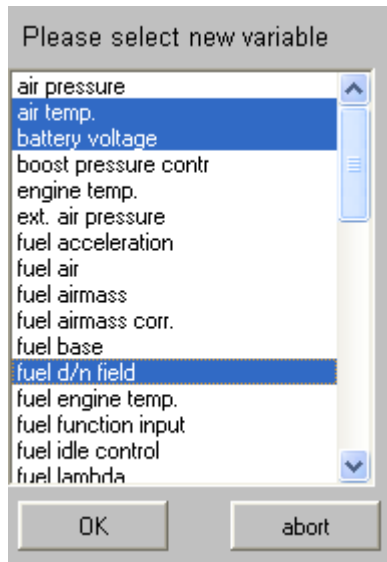 Please select new variable
air pressure
air temp.
battery voltage
boost pressure contr
engine temp.
ext. air pressure
fuel acceleration
fuel air
fuel airmass
fuel airmass corr.
fuel base
fuel d/n field
fuel engine temp.
fuel function input
fuel idle control
fuel lambda
OK abort